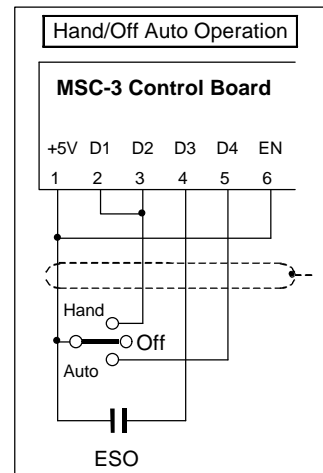 Hand/Off Auto Operation
MSC-3 Control Board
+5V D1 D2 D3 D4 EN
1 2 3 4 5 6
Hand
Off
Auto
ESO